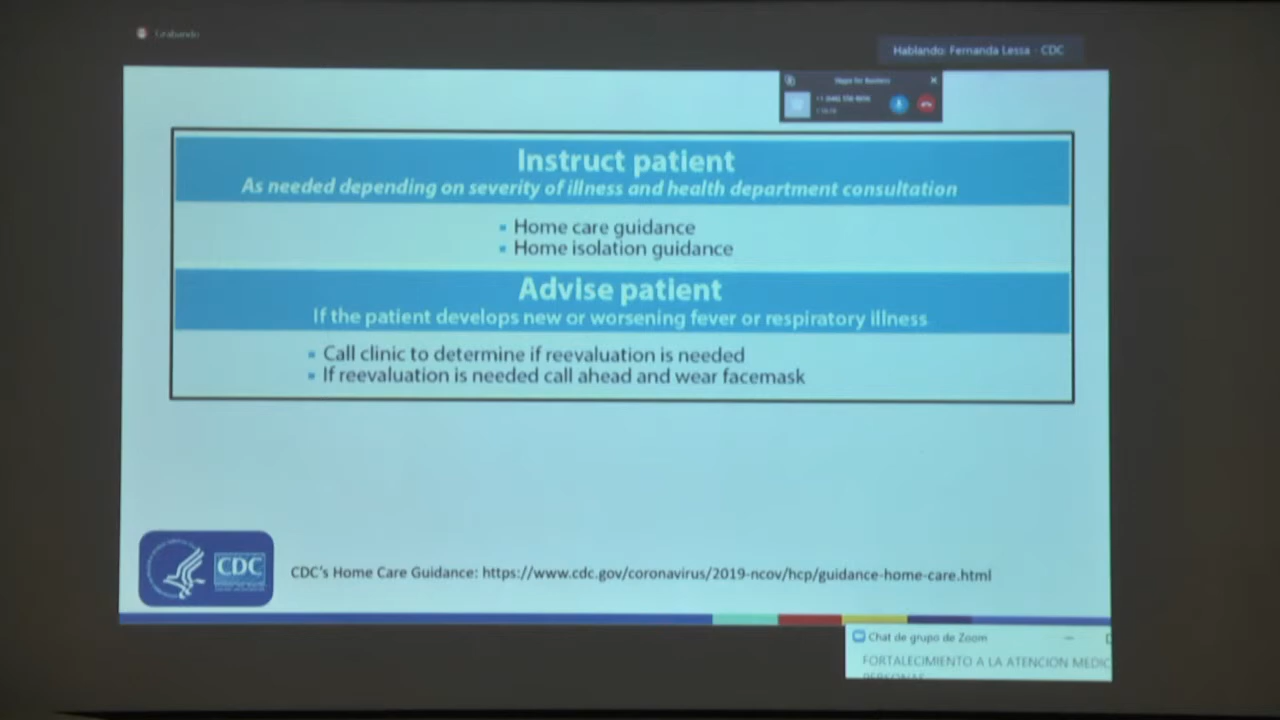 Grabando
Hablando: Fernanda Lessa - CDC
Skype for Business
Instruct patient
As needed depending on severity of illness and health department consultation
▪ Home care guidance
▪ Home isolation guidance
Advise patient
If the patient develops new or worsening fever or respiratory illness
▪ Call clinic to determine if reevaluation is needed
▪ If reevaluation is needed call ahead and wear facemask
CDC
CDC's Home Care Guidance: https://www.cdc.gov/coronavirus/2019-ncov/hcp/guidance-home-care.html
Chat de grupo de Zoom
FORTALECIMIENTO A LA ATENCION MEDIC